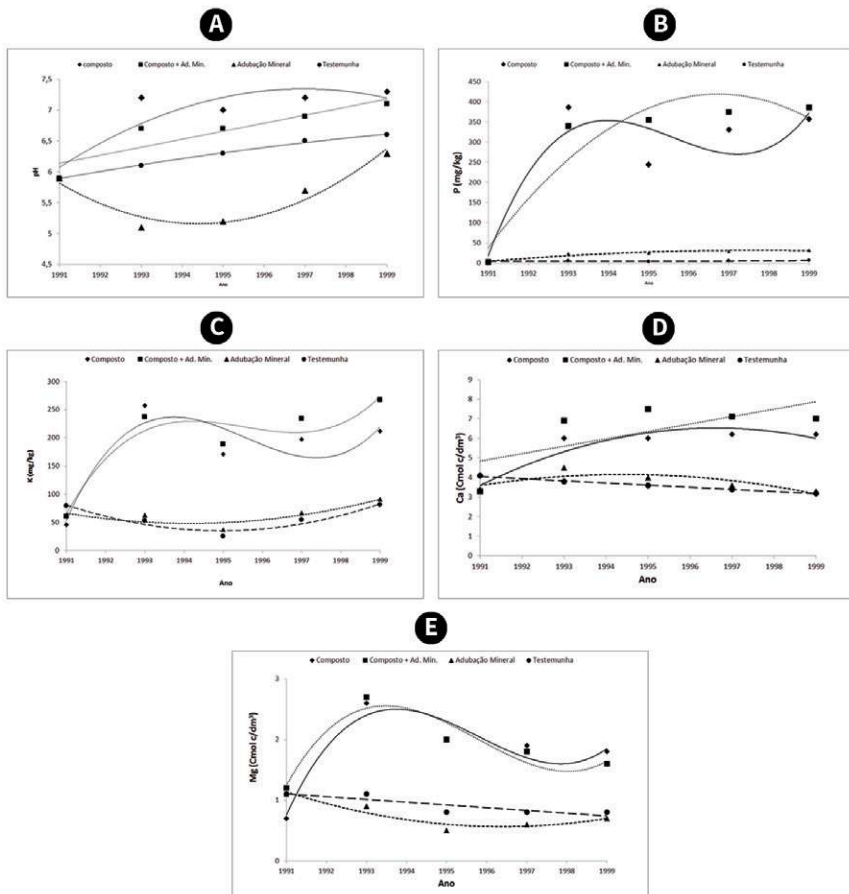 A
composto Composto + Ad. Min. Adubação Mineral Testemunha
7,5
7
6,5
6
5,5
5
4,5
pH
1991 1992 1993 1994 1995 1996 1997 1998 1999
Ano
B
Composto Composto + Ad. Min. Adubação Mineral Testemunha
450
400
350
300
250
200
150
100
50
0
P (mg/kg)
1991 1992 1993 1994 1995 1996 1997 1998 1999
Ano
C
Composto Composto + Ad. Min. Adubação Mineral Testemunha
300
250
200
150
100
50
0
K (mg/kg)
1991 1992 1993 1994 1995 1996 1997 1998 1999
Ano
D
Composto Composto + Ad. Min. Adubação Mineral Testemunha
9
8
7
6
5
4
3
2
1
0
Ca (Cmol c/dm³)
1991 1992 1993 1994 1995 1996 1997 1998 1999
Ano
E
Composto Composto + Ad. Min. Adubação Mineral Testemunha
3
2
1
0
Mg (Cmol c/dm³)
1991 1992 1993 1994 1995 1996 1997 1998 1999
Ano